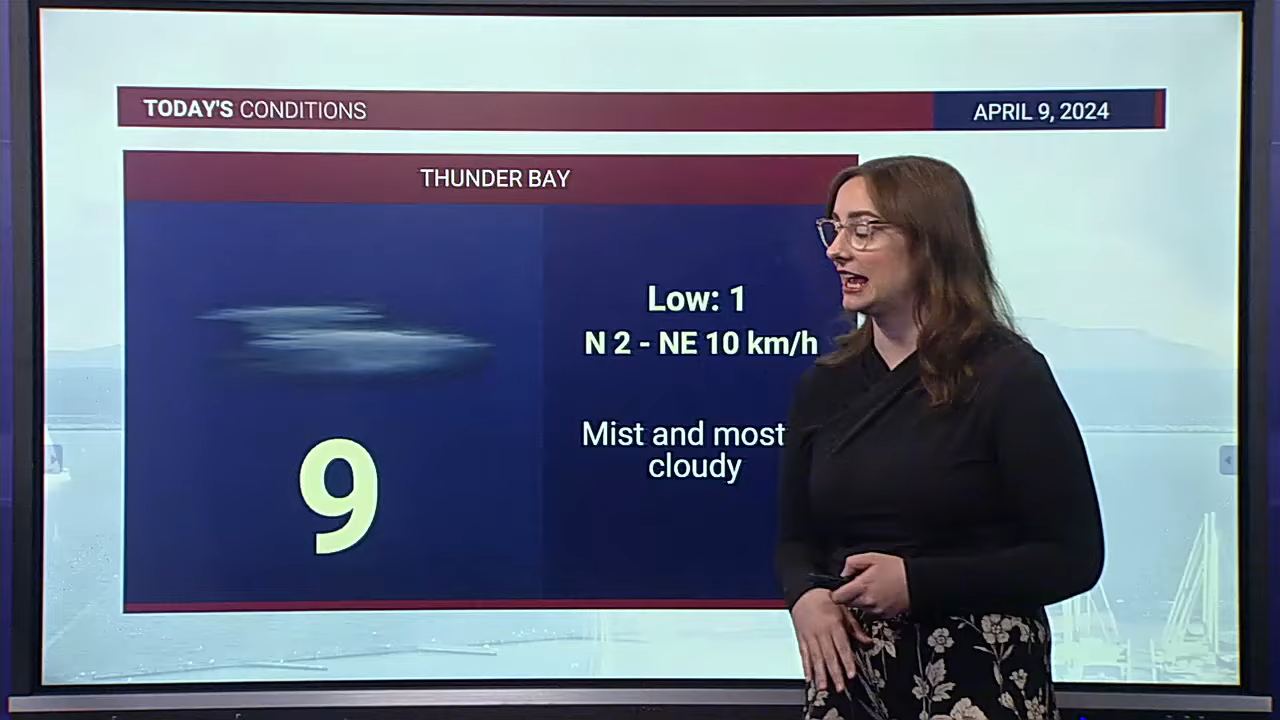 TODAY'S CONDITIONS
APRIL 9, 2024
THUNDER BAY
Low: 1
N 2 - NE 10 km/h
Mist and most
cloudy
9